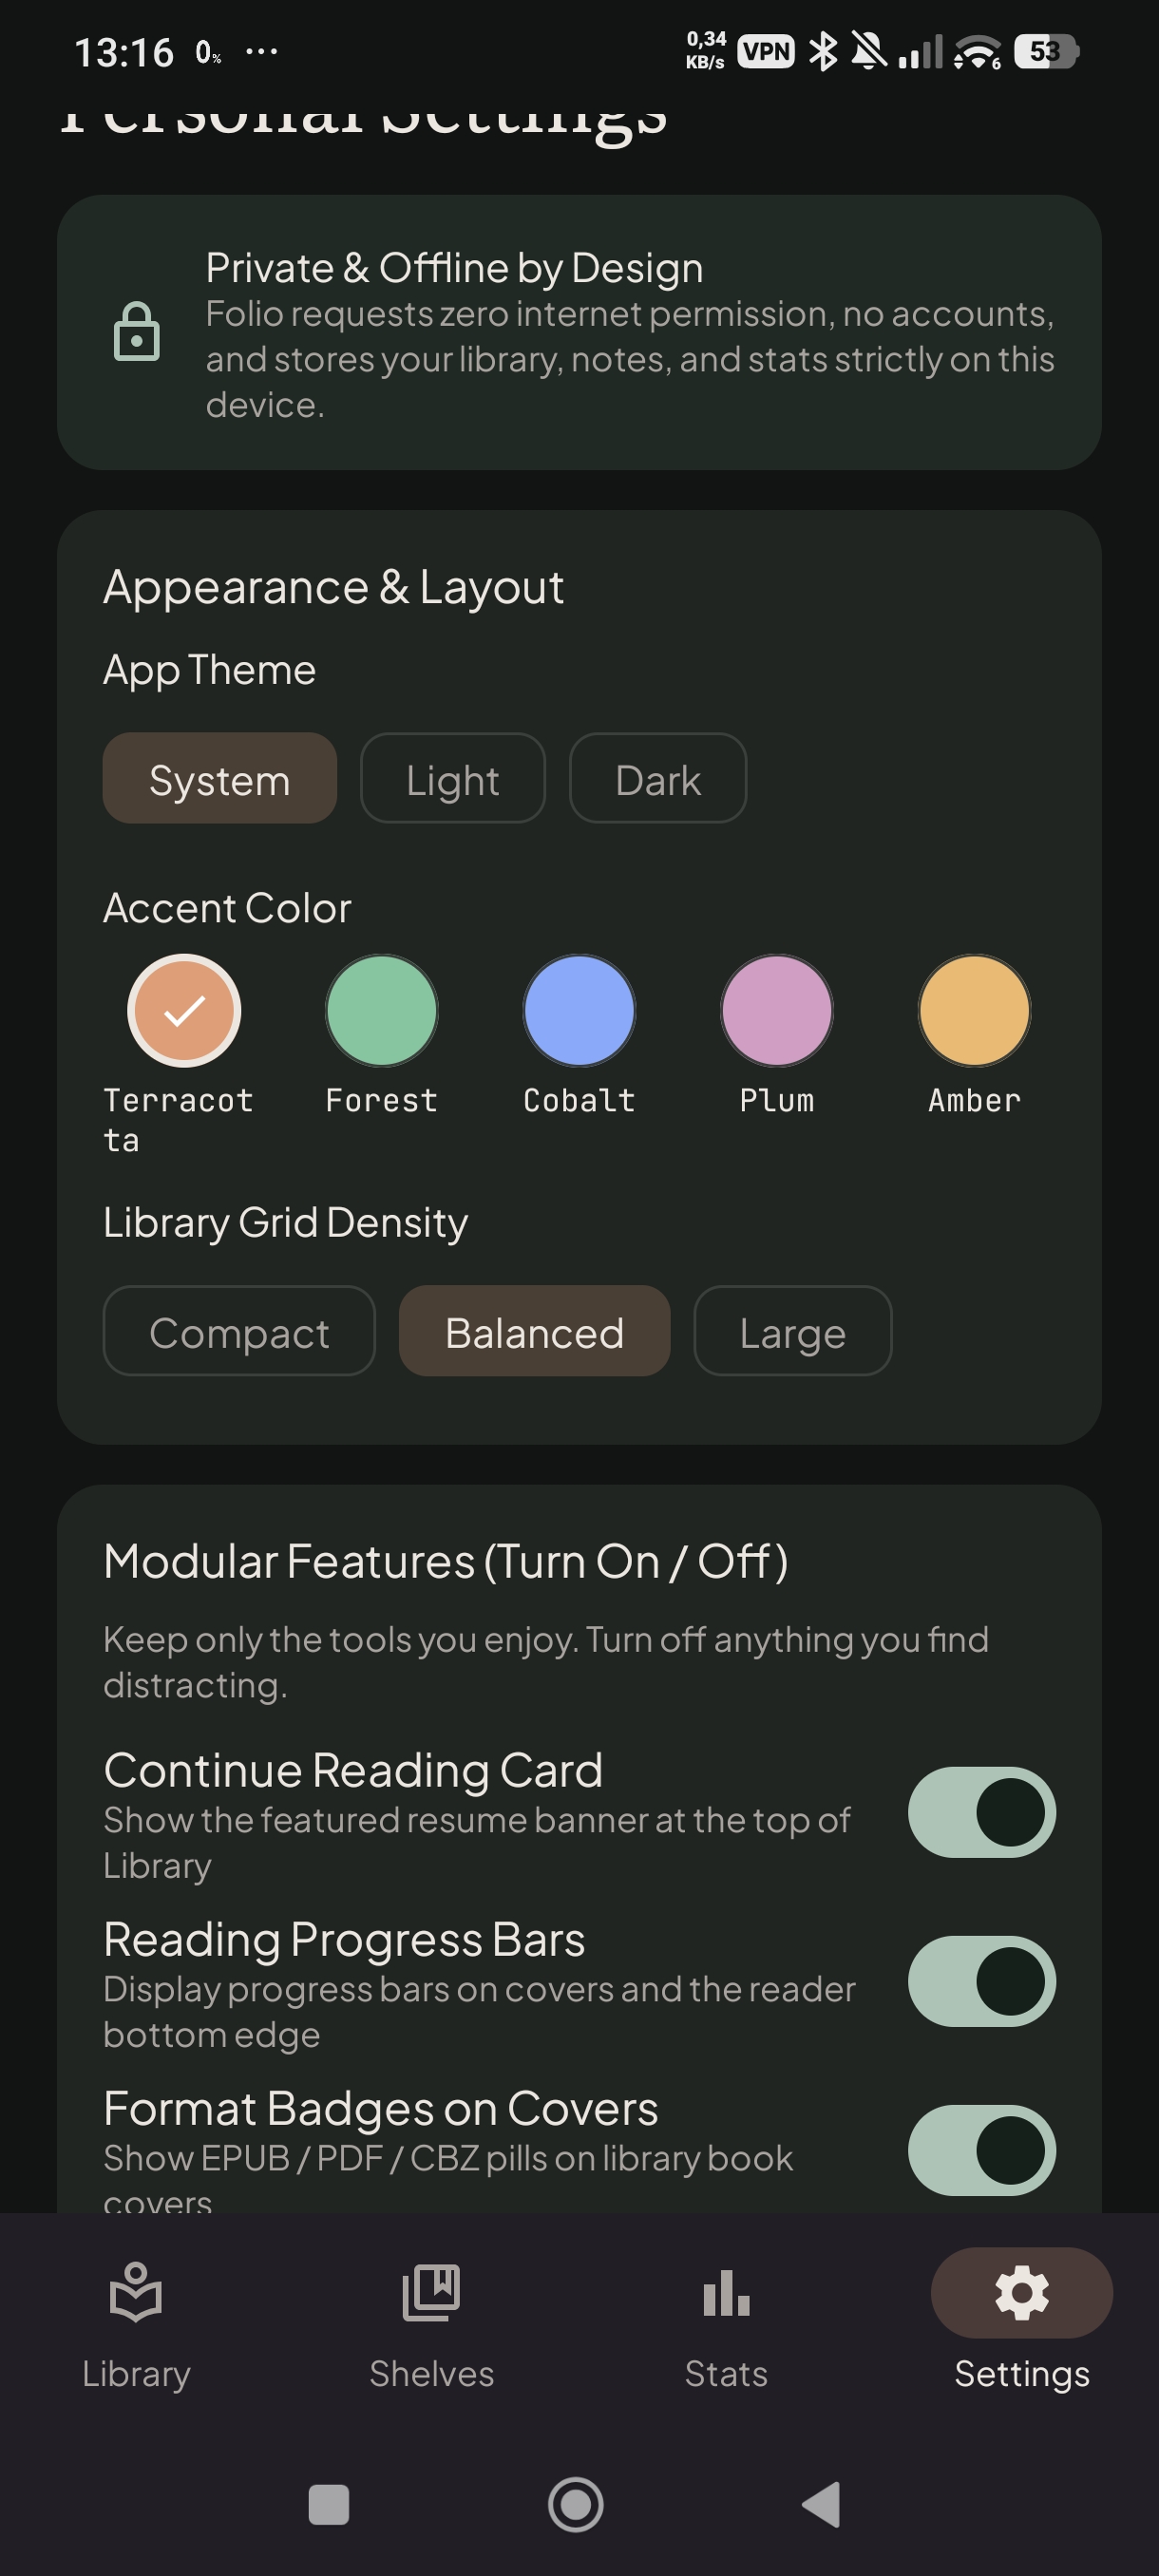 13:16 0% ...
0,34 KB/s VPN 6 53
Personal Settings
Private & Offline by Design
Folio requests zero internet permission, no accounts,
and stores your library, notes, and stats strictly on this
device.
Appearance & Layout
App Theme
System Light Dark
Accent Color
Terracot
ta
Forest Cobalt Plum Amber
Library Grid Density
Compact Balanced Large
Modular Features (Turn On / Off)
Keep only the tools you enjoy. Turn off anything you find
distracting.
Continue Reading Card
Show the featured resume banner at the top of
Library
Reading Progress Bars
Display progress bars on covers and the reader
bottom edge
Format Badges on Covers
Show EPUB / PDF / CBZ pills on library book
covers
Library Shelves Stats Settings